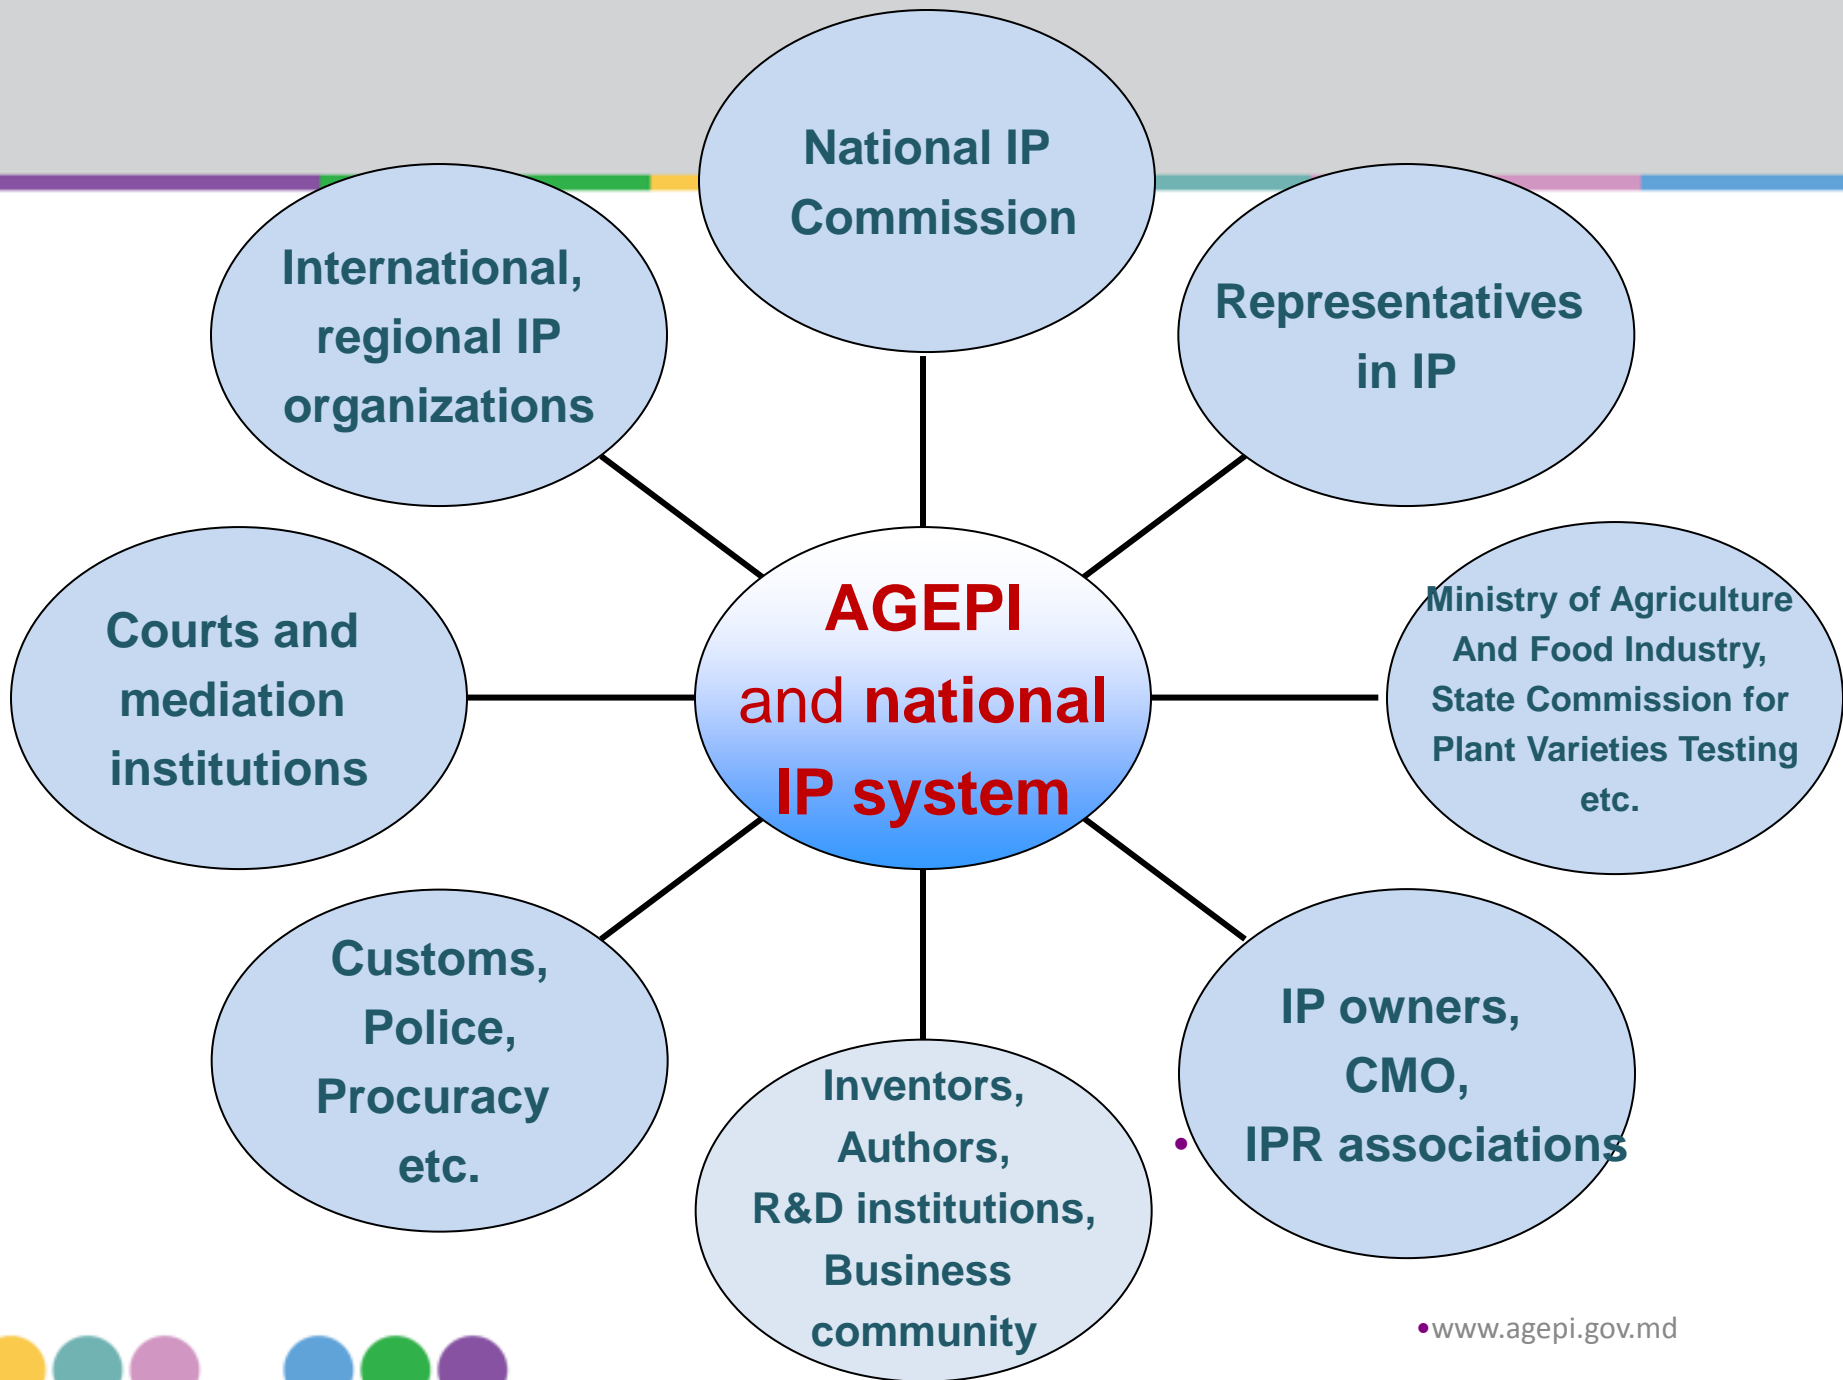 National IP
Commission
International,
regional IP
organizations
Representatives
in IP
Courts and
mediation
institutions
AGEPI
and national
IP system
Ministry of Agriculture
And Food Industry,
State Commission for
Plant Varieties Testing
etc.
Customs,
Police,
Procuracy
etc.
Inventors,
Authors,
R&D institutions,
Business
community
IP owners,
CMO,
• IPR associations
•www.agepi.gov.md